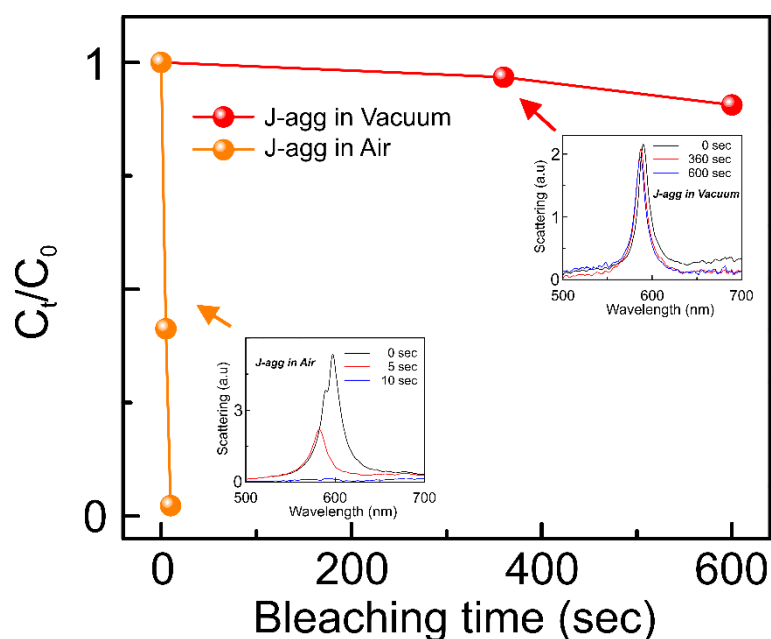 1
J-agg in Vacuum
J-agg in Air
C_t/C_0
0
0 200 400 600
Bleaching time (sec)
2
1
0
Scattering (a.u)
0 sec
360 sec
600 sec
J-agg in Vacuum
500 600 700
Wavelength (nm)
3
0
Scattering (a.u)
J-agg in Air
0 sec
5 sec
10 sec
500 600 700
Wavelength (nm)